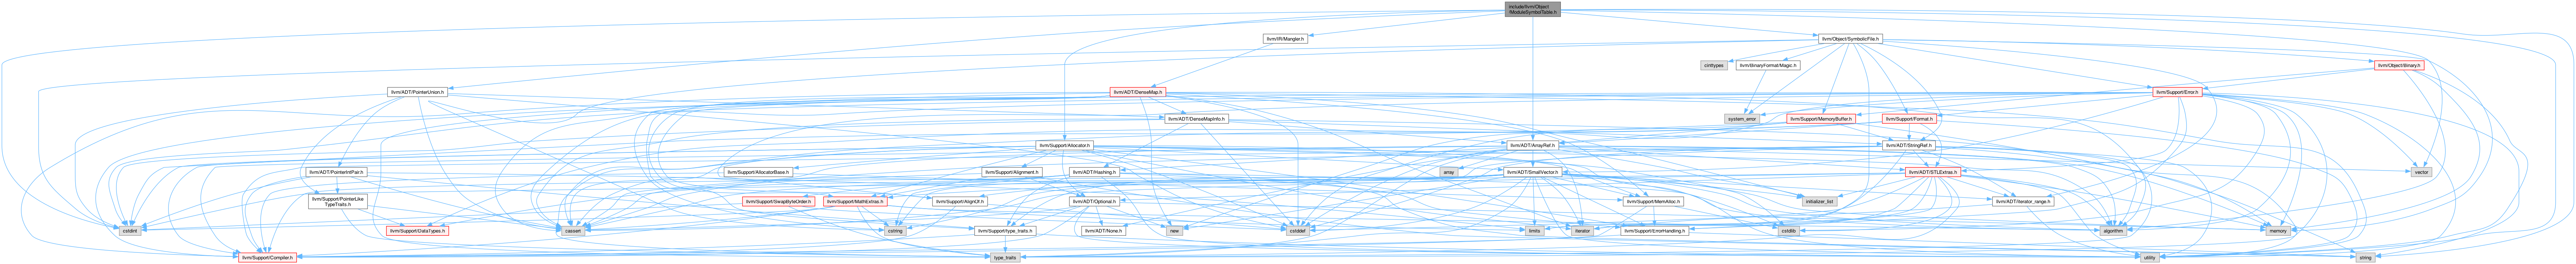 include/llvm/Object
/ModuleSymbolTable.h
llvm/IR/Mangler.h
llvm/Object/SymbolicFile.h
cinttypes
llvm/BinaryFormat/Magic.h
llvm/Object/Binary.h
llvm/ADT/PointerUnion.h
llvm/ADT/DenseMap.h
llvm/Support/Error.h
llvm/ADT/DenseMapInfo.h
system_error
llvm/Support/MemoryBuffer.h
llvm/Support/Format.h
llvm/Support/Allocator.h
llvm/ADT/ArrayRef.h
llvm/ADT/StringRef.h
llvm/ADT/PointerIntPair.h
llvm/Support/AllocatorBase.h
llvm/Support/Alignment.h
llvm/ADT/Hashing.h
llvm/ADT/SmallVector.h
array
llvm/ADT/STLExtras.h
vector
llvm/Support/PointerLike
TypeTraits.h
llvm/Support/SwapByteOrder.h
llvm/Support/MathExtras.h
llvm/Support/AlignOf.h
llvm/ADT/Optional.h
llvm/Support/MemAlloc.h
initializer_list
llvm/ADT/iterator_range.h
cstdint
llvm/Support/DataTypes.h
cassert
cstring
llvm/Support/type_traits.h
llvm/ADT/None.h
new
cstddef
limits
iterator
llvm/Support/ErrorHandling.h
cstdlib
algorithm
memory
llvm/Support/Compiler.h
type_traits
utility
string